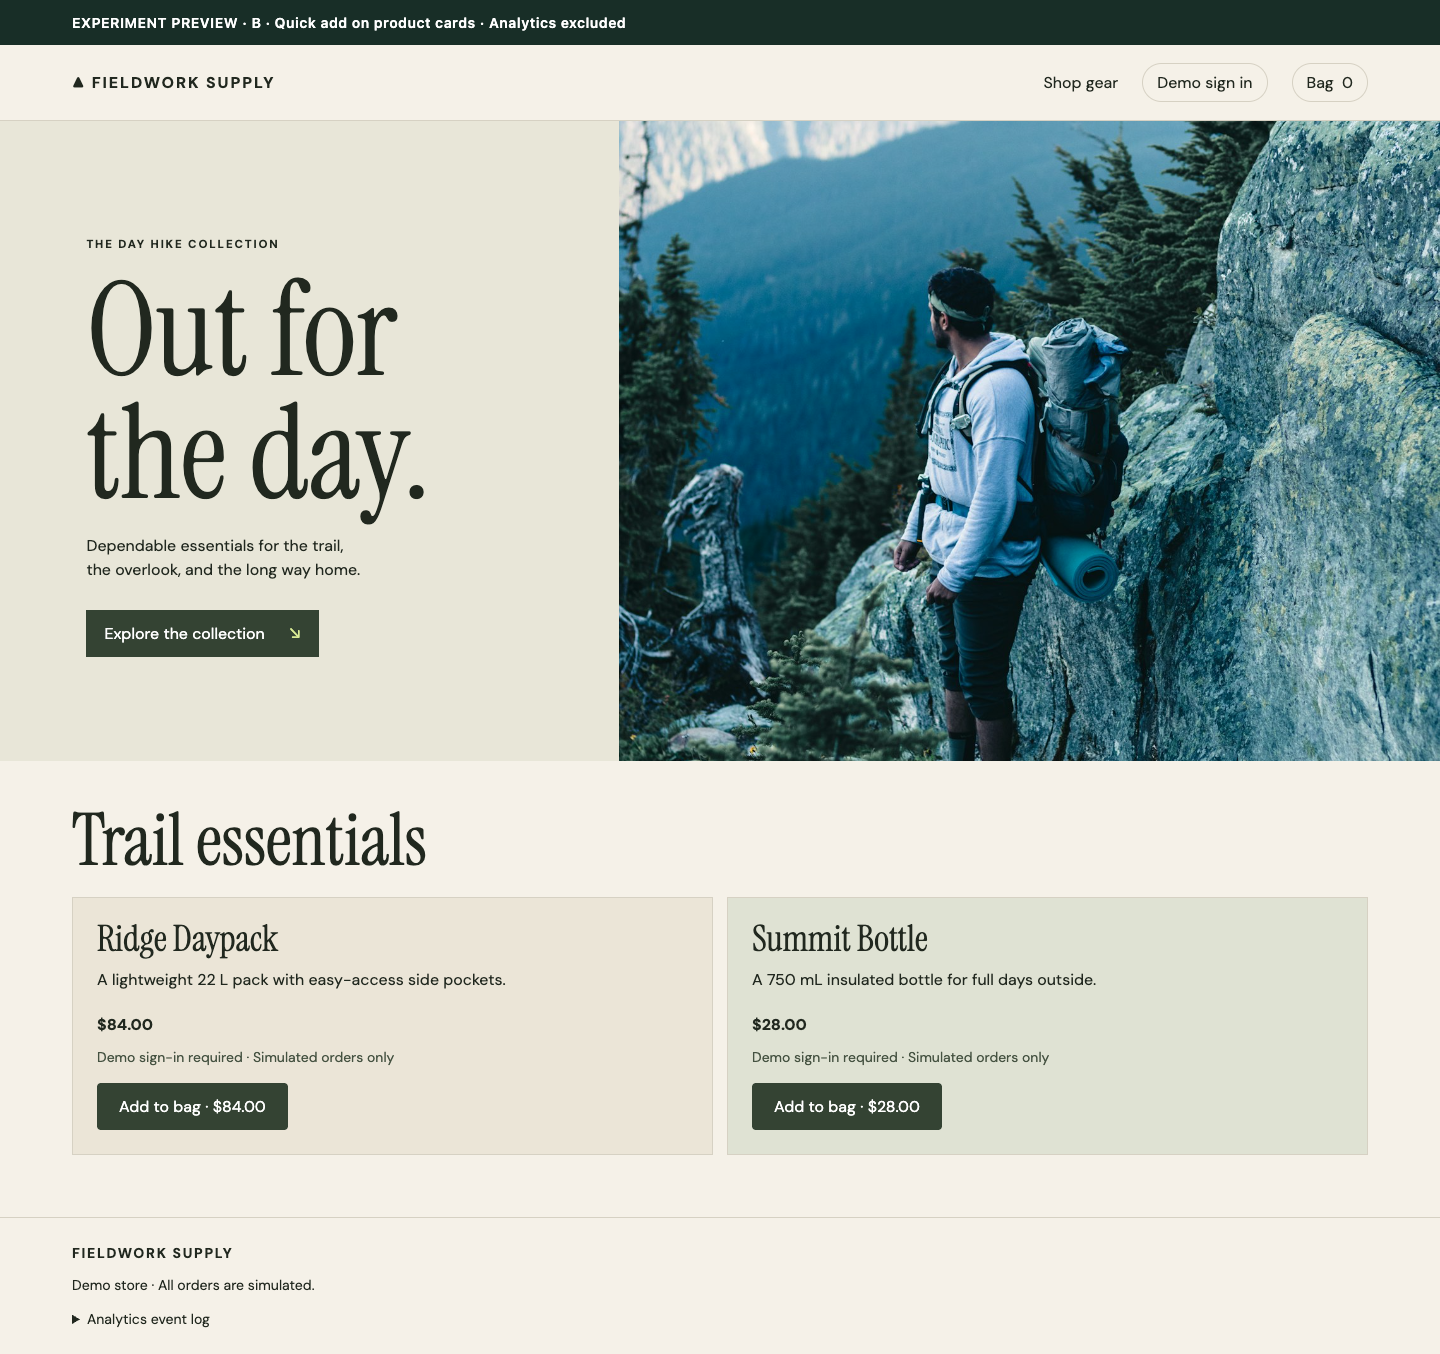 EXPERIMENT PREVIEW · B · Quick add on product cards · Analytics excluded
▲ FIELDWORK SUPPLY
Shop gear
Demo sign in
Bag 0
THE DAY HIKE COLLECTION
Out for
the day.
Dependable essentials for the trail,
the overlook, and the long way home.
Explore the collection ↘
Trail essentials
Ridge Daypack
A lightweight 22 L pack with easy-access side pockets.
$84.00
Demo sign-in required · Simulated orders only
Add to bag · $84.00
Summit Bottle
A 750 mL insulated bottle for full days outside.
$28.00
Demo sign-in required · Simulated orders only
Add to bag · $28.00
FIELDWORK SUPPLY
Demo store · All orders are simulated.
▶ Analytics event log